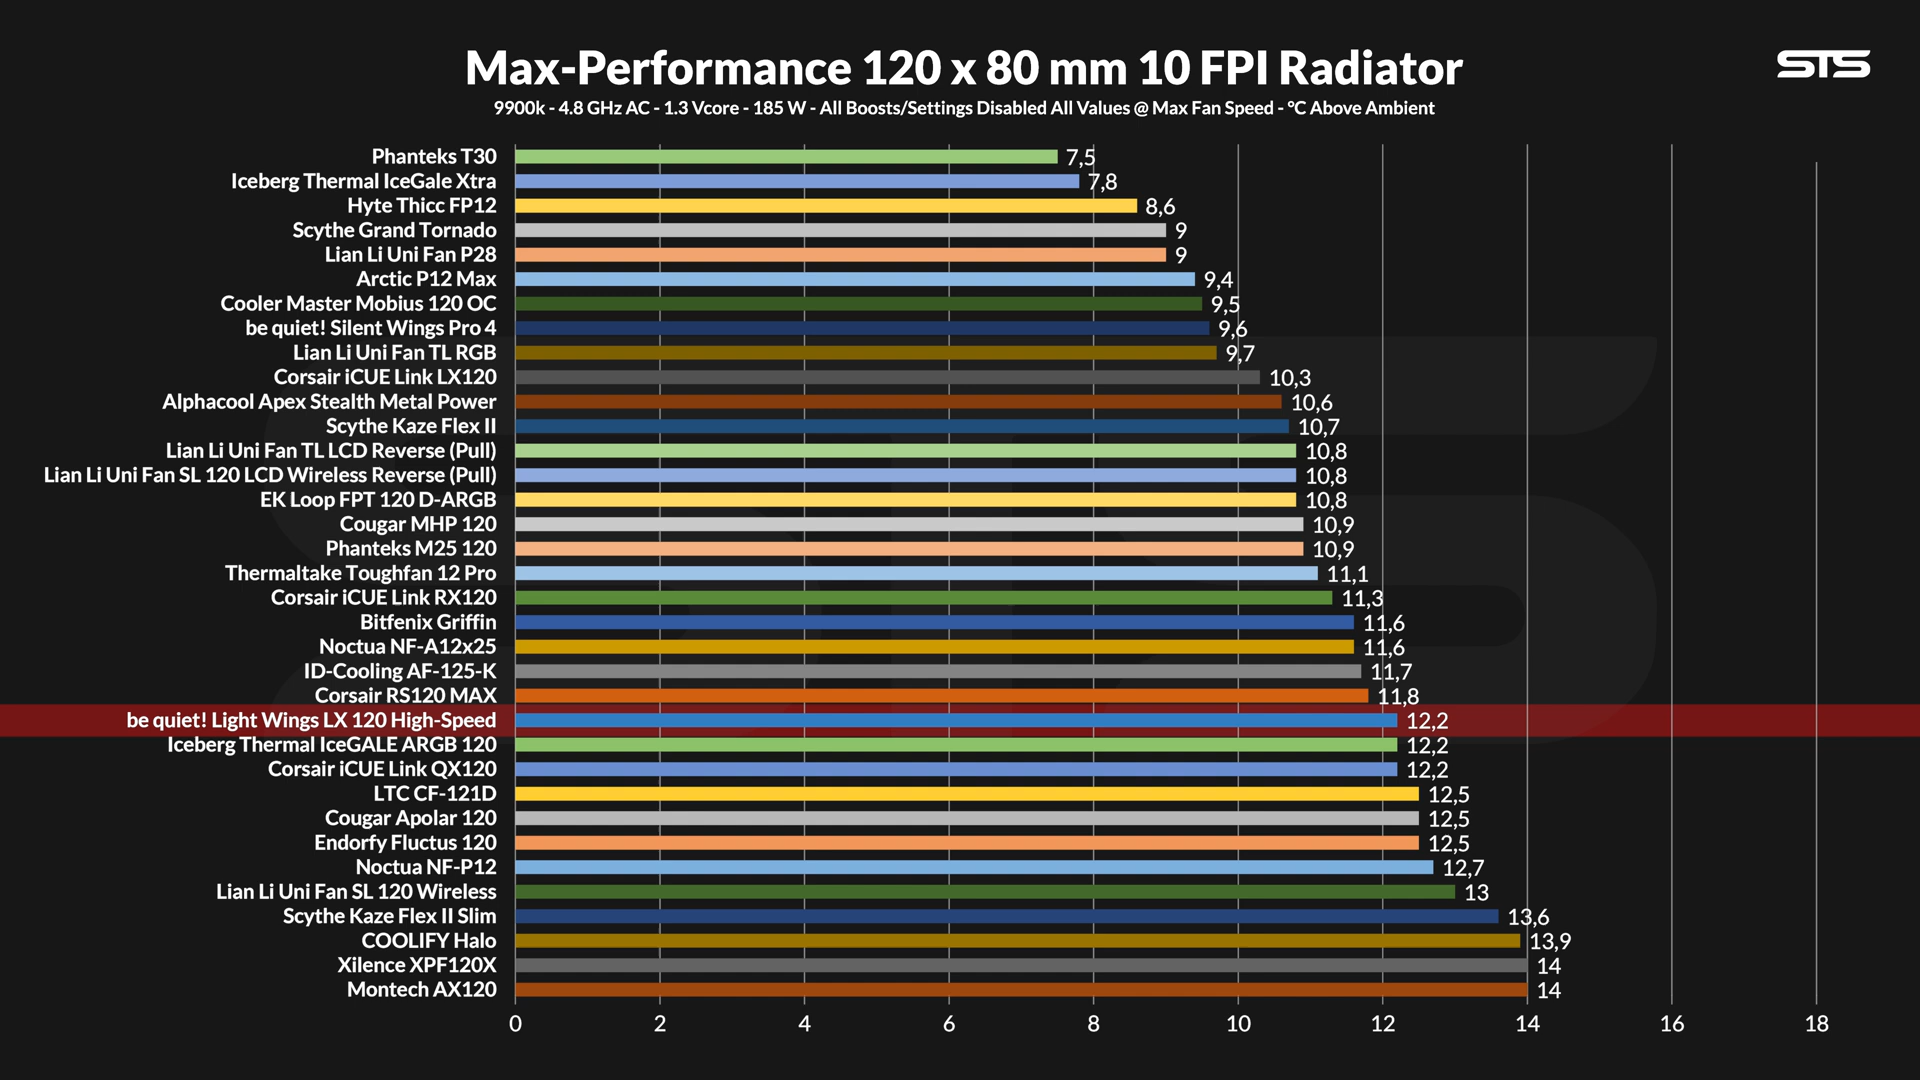 Max-Performance 120 x 80 mm 10 FPI Radiator
STS
9900k - 4.8 GHz AC - 1.3 Vcore - 185 W - All Boosts/Settings Disabled All Values @ Max Fan Speed - °C Above Ambient
Phanteks T30 7,5
Iceberg Thermal IceGale Xtra 7,8
Hyte Thicc FP12 8,6
Scythe Grand Tornado 9
Lian Li Uni Fan P28 9
Arctic P12 Max 9,4
Cooler Master Mobius 120 OC 9,5
be quiet! Silent Wings Pro 4 9,6
Lian Li Uni Fan TL RGB 9,7
Corsair iCUE Link LX120 10,3
Alphacool Apex Stealth Metal Power 10,6
Scythe Kaze Flex II 10,7
Lian Li Uni Fan TL LCD Reverse (Pull) 10,8
Lian Li Uni Fan SL 120 LCD Wireless Reverse (Pull) 10,8
EK Loop FPT 120 D-ARGB 10,8
Cougar MHP 120 10,9
Phanteks M25 120 10,9
Thermaltake Toughfan 12 Pro 11,1
Corsair iCUE Link RX120 11,3
Bitfenix Griffin 11,6
Noctua NF-A12x25 11,6
ID-Cooling AF-125-K 11,7
Corsair RS120 MAX 11,8
be quiet! Light Wings LX 120 High-Speed 12,2
Iceberg Thermal IceGALE ARGB 120 12,2
Corsair iCUE Link QX120 12,2
LTC CF-121D 12,5
Cougar Apolar 120 12,5
Endorfy Fluctus 120 12,5
Noctua NF-P12 12,7
Lian Li Uni Fan SL 120 Wireless 13
Scythe Kaze Flex II Slim 13,6
COOLIFY Halo 13,9
Xilence XPF120X 14
Montech AX120 14
0 2 4 6 8 10 12 14 16 18